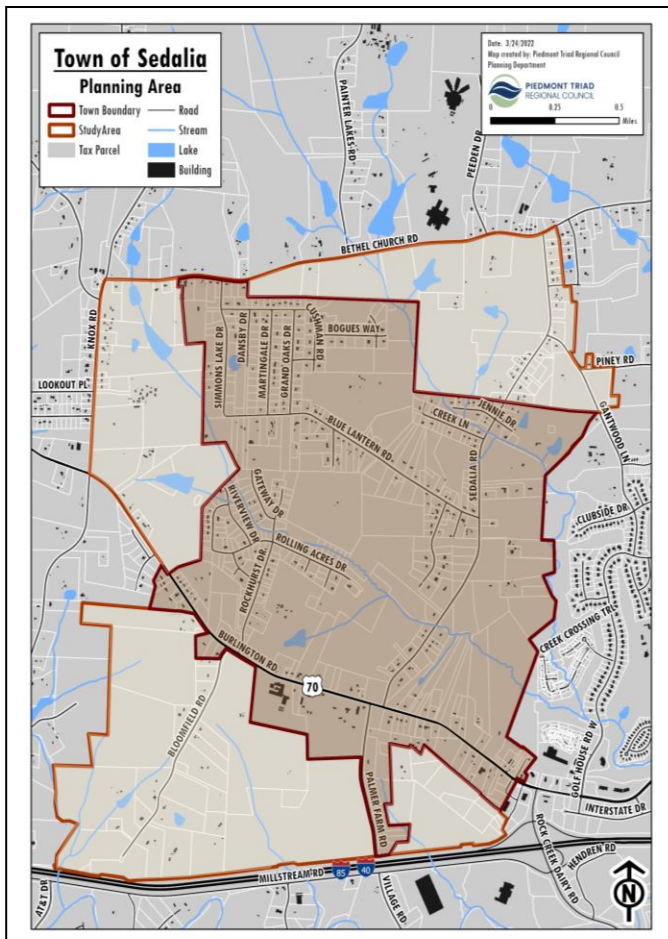 Town of Sedalia
Planning Area
Town Boundary
Road
StudyArea
Stream
Tax Parcel
Lake
Building
Date: 3/24/2022
Map created by: Piedmont Triad Regional Council
Planning Department
PIEDMONT TRIAD
REGIONAL COUNCIL
0 0.25 0.5
Miles
PAINTER LAKES RD
PEEDEN DR
BETHEL CHURCH RD
KNOX RD
LOOKOUT PL
SIMMONS LAKE DR
DANSBY DR
MARTINGALE DR
GRAND OAKS DR
CUSHMAN RD
BOGUES WAY
PINEY RD
GANTWOOD LN
JENNIE DR
CREEK LN
BLUE LANTERN RD
SEDALIA RD
GATEWAY DR
RIVERVIEW DR
ROLLING ACRES DR
ROCKHURST DR
CLUBSIDE DR
CREEK CROSSING TRL
BURLINGTON RD
70
BLOOMFIELD RD
PALMER FARM RD
GOLF HOUSE RD W
INTERSTATE DR
ROCK CREEK DAIRY RD
HENDREN RD
MILLSTREAM RD
85
40
AT&T DR
VILLAGE RD
N